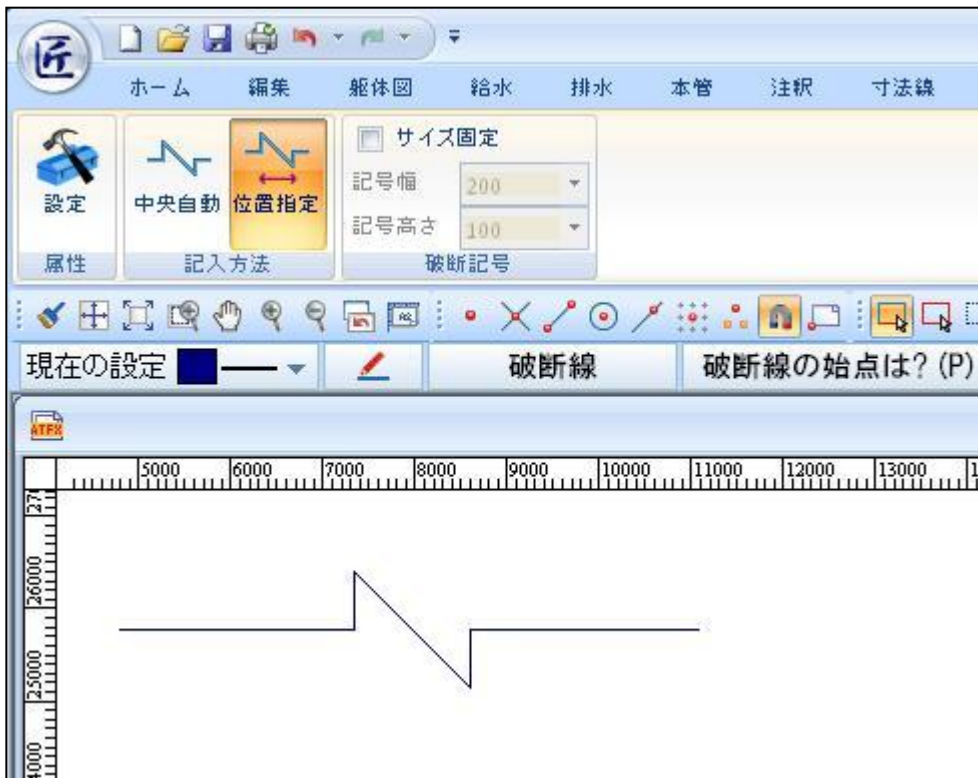 匠
ホーム 編集 躯体図 給水 排水 本管 注釈 寸法線
サイズ固定
記号幅 200
記号高さ 100
設定 中央自動 位置指定
属性 記入方法 破断記号
現在の設定 破断線 破断線の始点は? (P)
ATFX
5000 6000 7000 8000 9000 10000 11000 12000 13000
26000
25000